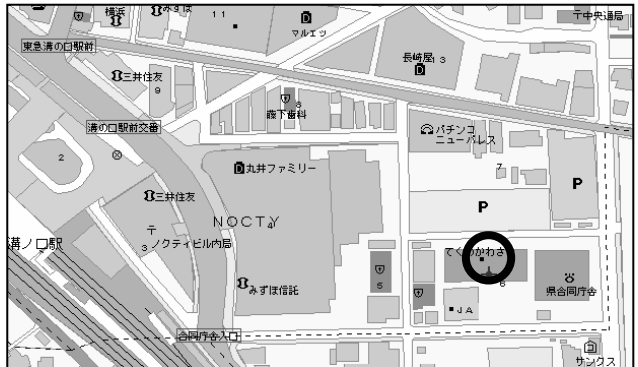 横浜
みずほ
11
マルエツ
〒中央通局
東急溝の口駅前
長崎屋
13
三井住友
9
8
藤下歯科
溝の口駅前交番
パチンコ
ニューパレス
2
丸井ファミリー
7
P
P
三井住友
NOCTY
4
〒
3 ノクティビル内局
溝ノ口駅
てくのかわさき
6
県合同庁舎
みずほ信託
5
JA
合同庁舎入口
サンクス